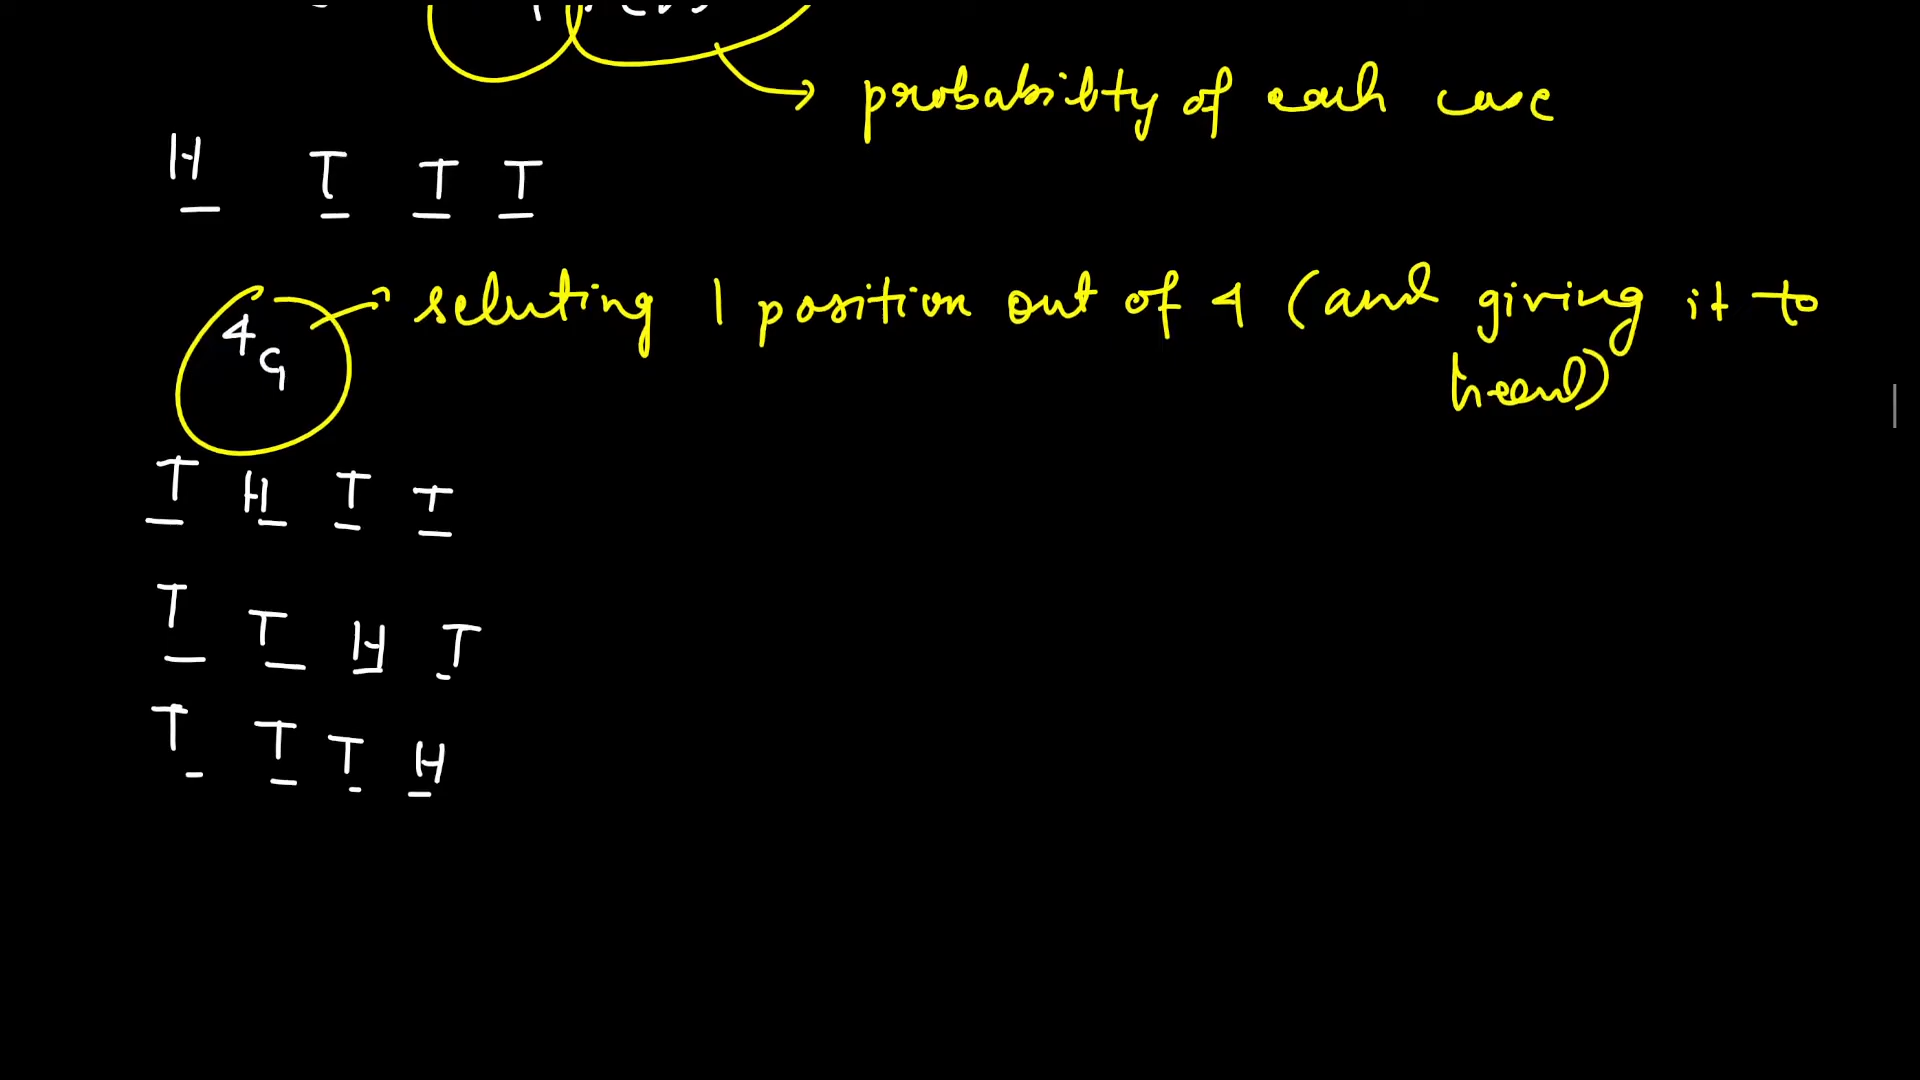 probability of each case
H T T T
4C1 → selecting 1 position out of 4 (and giving it to
head)
T H T T
T T H T
T T T H